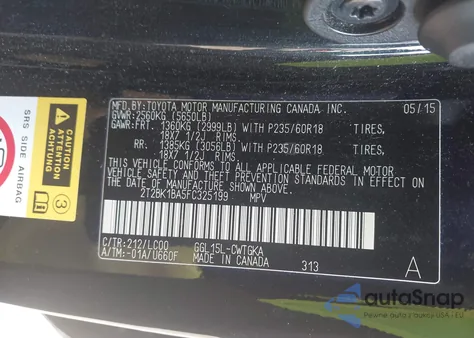 MFD.BY:TOYOTA MOTOR MANUFACTURING CANADA.INC. 05/15
GVWR:2560KG (5650LB)
GAWR:FRT. 1360KG (2999LB) WITH P235/60R18 TIRES,
18X7 1/2J RIMS
RR. 1385KG (3056LB) WITH P235/60R18 TIRES,
18X7 1/2J RIMS
THIS VEHICLE CONFORMS TO ALL APPLICABLE FEDERAL MOTOR
VEHICLE SAFETY AND THEFT PREVENTION STANDARDS IN EFFECT
ON THE DATE OF MANUFACTURE SHOWN ABOVE.
2T2BK1BA5FC325199 MPV
C/TR:212/LC00 GGL15L-CWTGKA
A/TM:-01A/U660F MADE IN CANADA 313 A
SIDE AIRBAG
CAUTION
ACHTUNG
ATTENTION
autoSnap